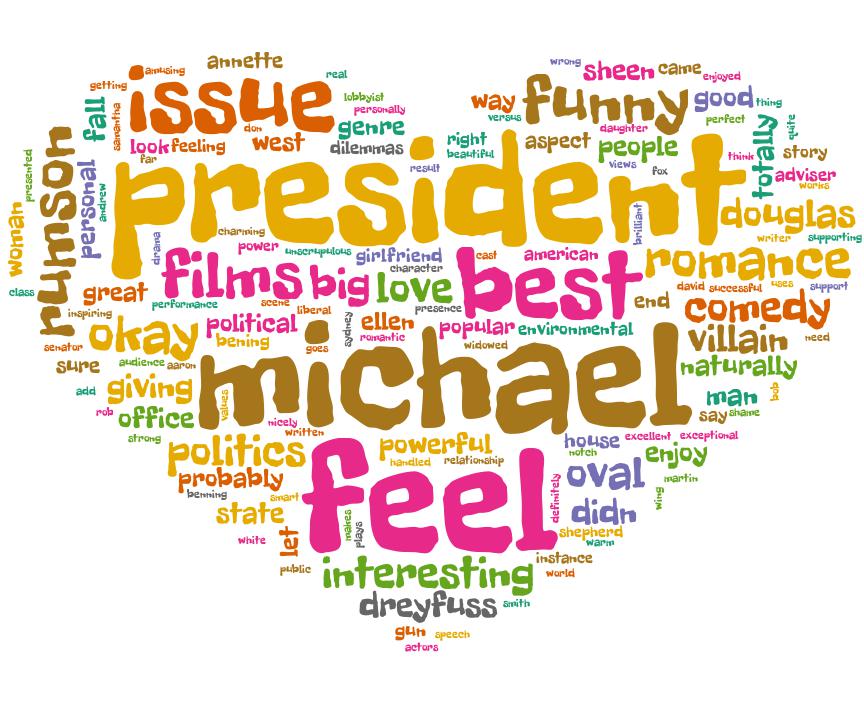 annette
wrong
sheen
came
enjoyed
amusing
real
getting
issue
lobbyist
personally
way
versus
funny
good
thing
perfect
quite
fall
samantha
don
genre
look
feeling
far
west
dilemmas
right
beautiful
aspect
daughter
people
views
fox
think
totally
story
adviser
works
rumson
presented
personal
andrew
president
result
brilliant
douglas
writer
supporting
woman
class
drama
charming
power
unscrupulous
girlfriend
character
cast
american
romance
david
successful
uses
support
great
inspiring
films
performance
scene
liberal
big
love
presence
best
end
comedy
need
okay
political
bening
goes
sydney
ellen
romantic
popular
environmental
widowed
villain
naturally
senator
sure
audience
aaron
michael
add
giving
values
rob
office
strong
nicely
written
man
bob
say
shame
politics
powerful
handled
relationship
house
notch
excellent
exceptional
enjoy
probably
benning
smart
feel
makes
plays
definitely
oval
martin
wing
state
didn
shepherd
warm
white
let
public
interesting
instance
world
dreyfuss
smith
gun
speech
actors